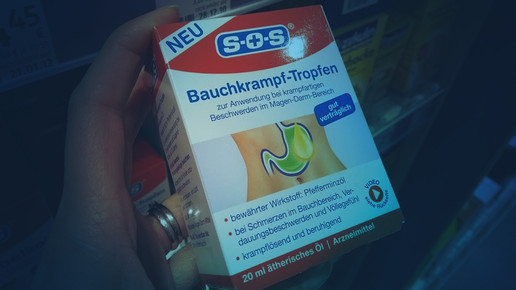 NEU
S-O-S
Bauchkrampf-Tropfen
zur Anwendung bei krampfartigen
Beschwerden im Magen-Darm-Bereich
gut
verträglich
• bewährter Wirkstoff: Pfefferminzöl
• bei Schmerzen im Bauchbereich, Ver-
dauungsbeschwerden und Völlegefühl
• krampflösend und beruhigend
VIDEO
20 ml ätherisches Öl | Arzneimittel